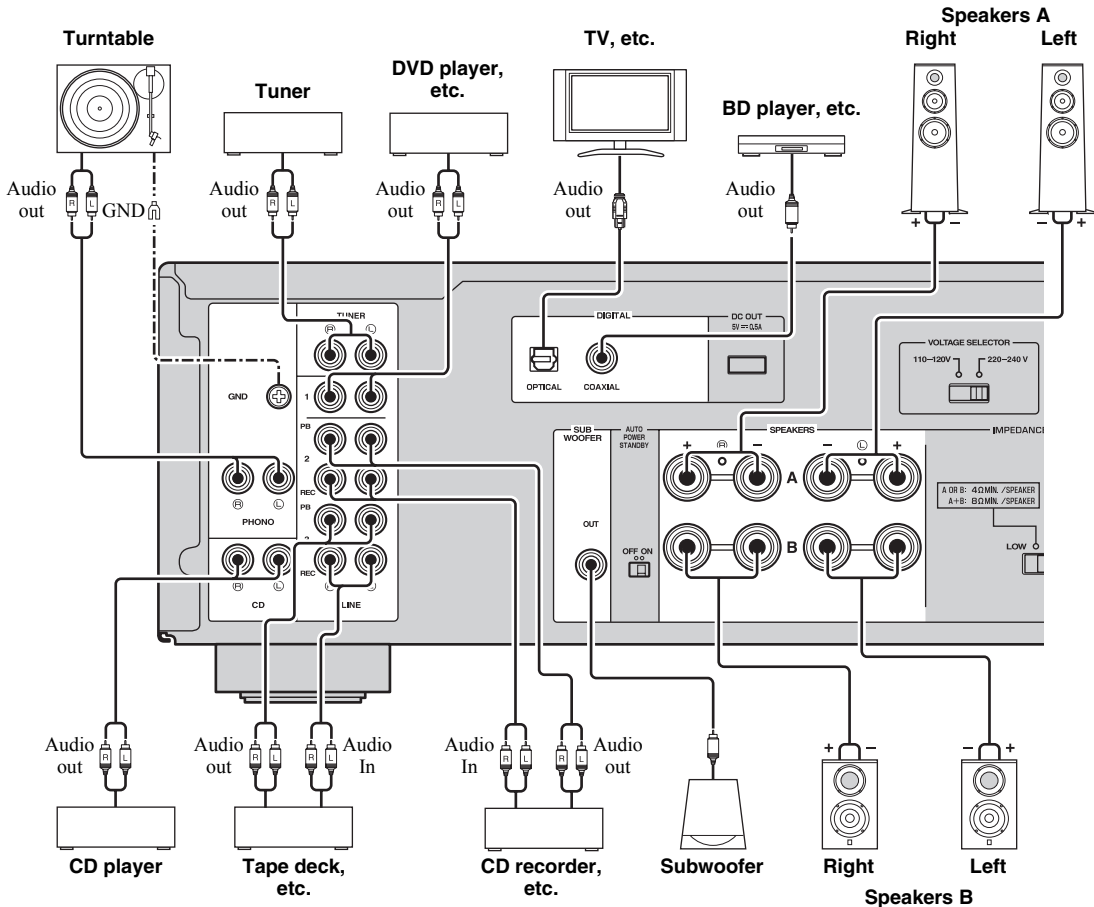 Speakers A
Turntable
TV, etc.
Right
Left
DVD player,
etc.
Tuner
BD player, etc.
Audio
out
R
L
GND
Audio
out
R
L
Audio
out
R
L
Audio
out
Audio
out
+
−
−
+
TUNER
R
L
DIGITAL
DC OUT
5V 0.5A
VOLTAGE SELECTOR
110–120V
220–240 V
OPTICAL
COAXIAL
GND
1
PB
2
REC
PB
REC
R
L
PHONO
R
L
CD
LINE
SUB
WOOFER
AUTO
POWER
STANDBY
SPEAKERS
IMPEDANCE
+
R
−
−
L
+
A
A OR B: 4ΩMIN. /SPEAKER
A+B: 8ΩMIN. /SPEAKER
OUT
OFF ON
B
LOW
Audio
out
R
L
Audio
out
R
L
R
L
Audio
In
Audio
In
R
L
R
L
Audio
out
+
−
−
+
CD player
Tape deck,
etc.
CD recorder,
etc.
Subwoofer
Right
Left
Speakers B